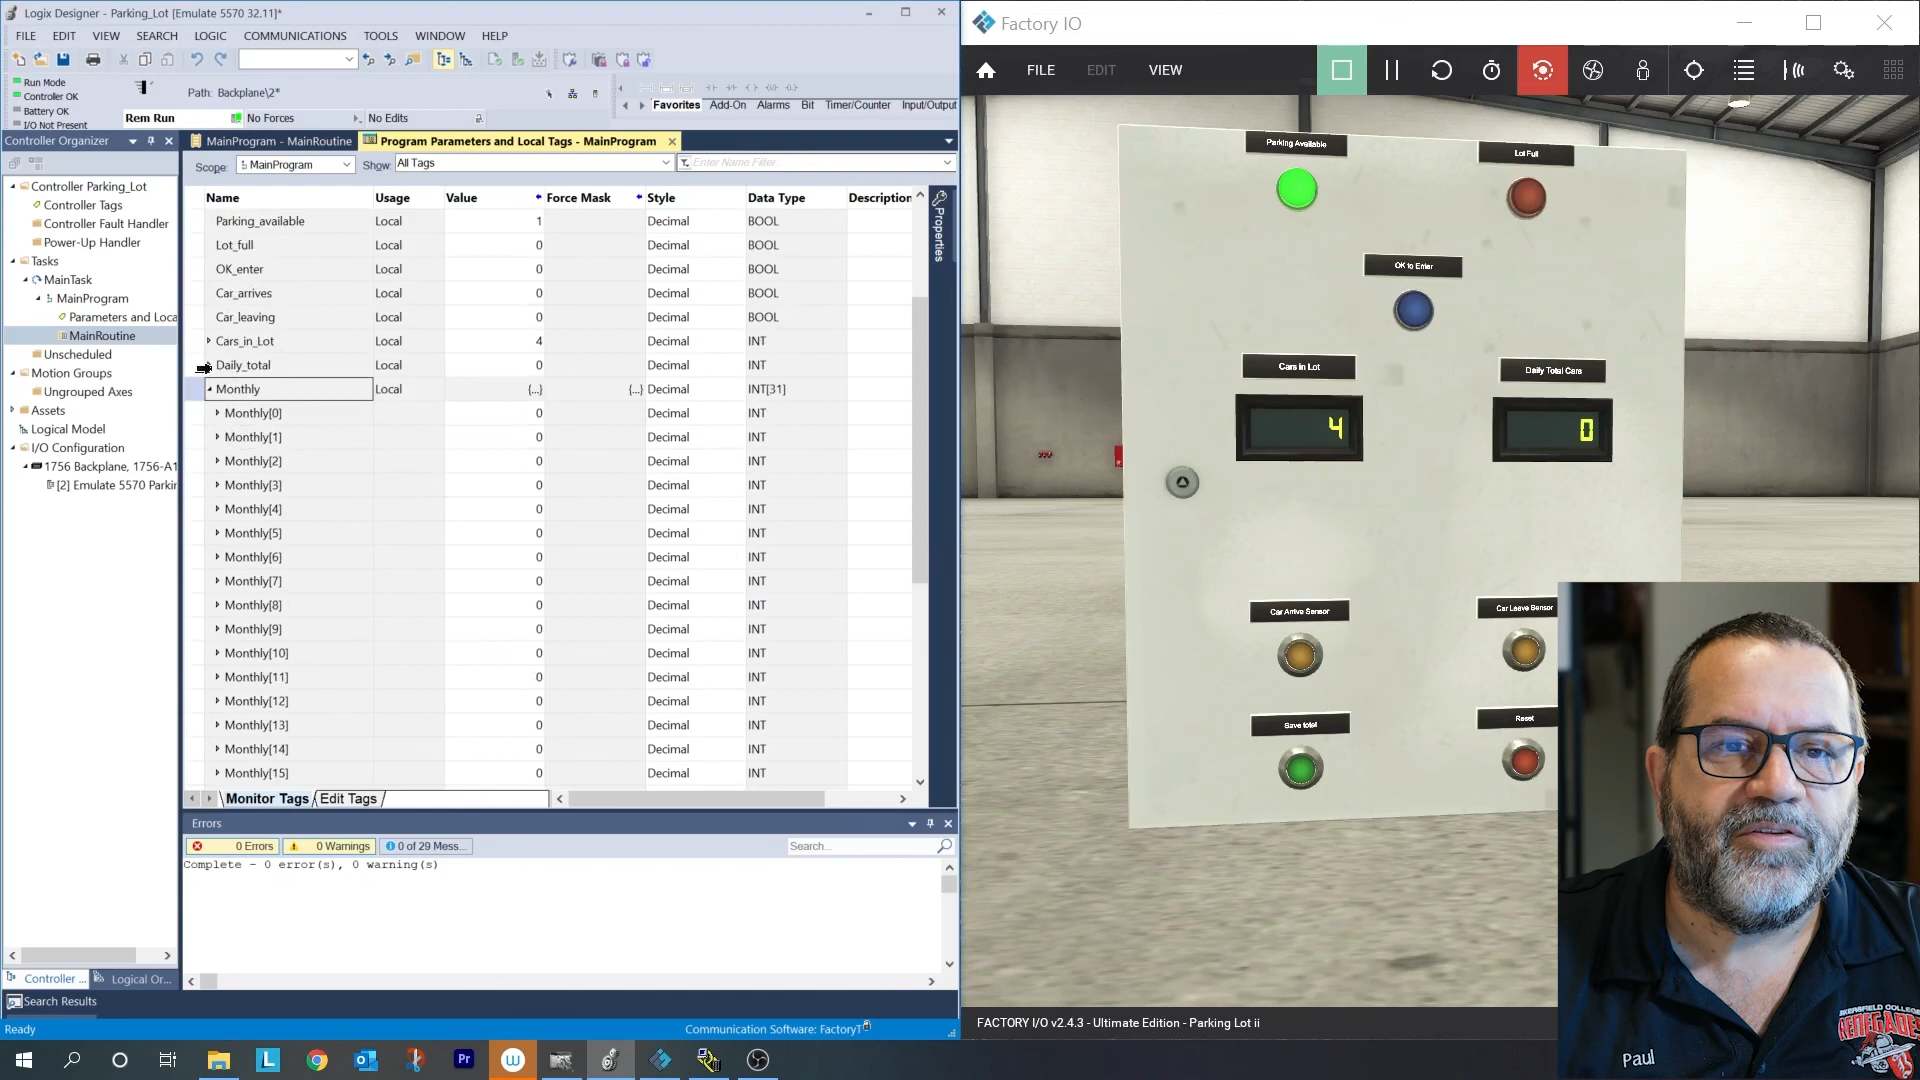 Logix Designer - Parking_Lot [Emulate 5570 32.11]*
FILE EDIT VIEW SEARCH LOGIC COMMUNICATIONS TOOLS WINDOW HELP
Run Mode
Controller OK
Battery OK
I/O Not Present
Path: Backplane\2*
Rem Run
No Forces
No Edits
Favorites Add-On Alarms Bit Timer/Counter Input/Output
Controller Organizer
Controller Parking_Lot
Controller Tags
Controller Fault Handler
Power-Up Handler
Tasks
MainTask
MainProgram
Parameters and Loca
MainRoutine
Unscheduled
Motion Groups
Ungrouped Axes
Assets
Logical Model
I/O Configuration
1756 Backplane, 1756-A1
[2] Emulate 5570 Parkir
Controller ... Logical Or...
MainProgram - MainRoutine
Program Parameters and Local Tags - MainProgram
Scope: MainProgram Show: All Tags Enter Name Filter...
Name Usage Value Force Mask Style Data Type Description
Parking_available Local 1 Decimal BOOL
Lot_full Local 0 Decimal BOOL
OK_enter Local 0 Decimal BOOL
Car_arrives Local 0 Decimal BOOL
Car_leaving Local 0 Decimal BOOL
Cars_in_Lot Local 4 Decimal INT
Daily_total Local 0 Decimal INT
Monthly Local {...} {...} Decimal INT[31]
Monthly[0] 0 Decimal INT
Monthly[1] 0 Decimal INT
Monthly[2] 0 Decimal INT
Monthly[3] 0 Decimal INT
Monthly[4] 0 Decimal INT
Monthly[5] 0 Decimal INT
Monthly[6] 0 Decimal INT
Monthly[7] 0 Decimal INT
Monthly[8] 0 Decimal INT
Monthly[9] 0 Decimal INT
Monthly[10] 0 Decimal INT
Monthly[11] 0 Decimal INT
Monthly[12] 0 Decimal INT
Monthly[13] 0 Decimal INT
Monthly[14] 0 Decimal INT
Monthly[15] 0 Decimal INT
Properties
Monitor Tags Edit Tags
Errors
0 Errors 0 Warnings 0 of 29 Mess... Search...
Complete - 0 error(s), 0 warning(s)
Search Results
Ready
Communication Software: FactoryT
Factory IO
FILE EDIT VIEW
Parking Available
Lot Full
OK to Enter
Cars in Lot
Daily Total Cars
4
0
Car Arrive Sensor
Car Leave Sensor
Save total
Reset
FACTORY I/O v2.4.3 - Ultimate Edition - Parking Lot ii
L
Pr
W
KERSFIELD COLLEGE
RENEGADES
Paul